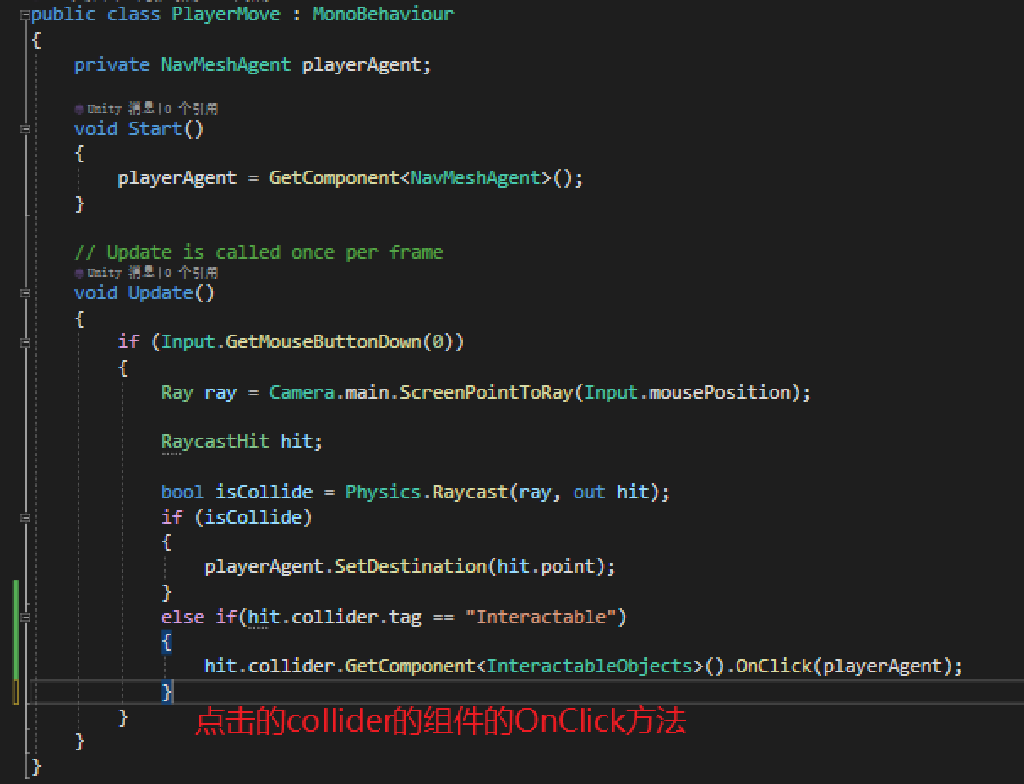 public class PlayerMove : MonoBehaviour
{
private NavMeshAgent playerAgent;
Unity 消息|0 个引用
void Start()
{
playerAgent = GetComponent<NavMeshAgent>();
}
// Update is called once per frame
Unity 消息|0 个引用
void Update()
{
if (Input.GetMouseButtonDown(0))
{
Ray ray = Camera.main.ScreenPointToRay(Input.mousePosition);
RaycastHit hit;
bool isCollide = Physics.Raycast(ray, out hit);
if (isCollide)
{
playerAgent.SetDestination(hit.point);
}
else if(hit.collider.tag == "Interactable")
{
hit.collider.GetComponent<InteractableObjects>().OnClick(playerAgent);
}
点击的collider的组件的OnClick方法
}
}
}